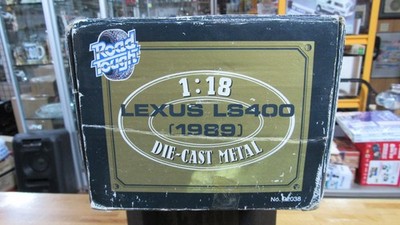 Road
Tough
1:18
LEXUS LS400
(1989)
DIE-CAST METAL
No.